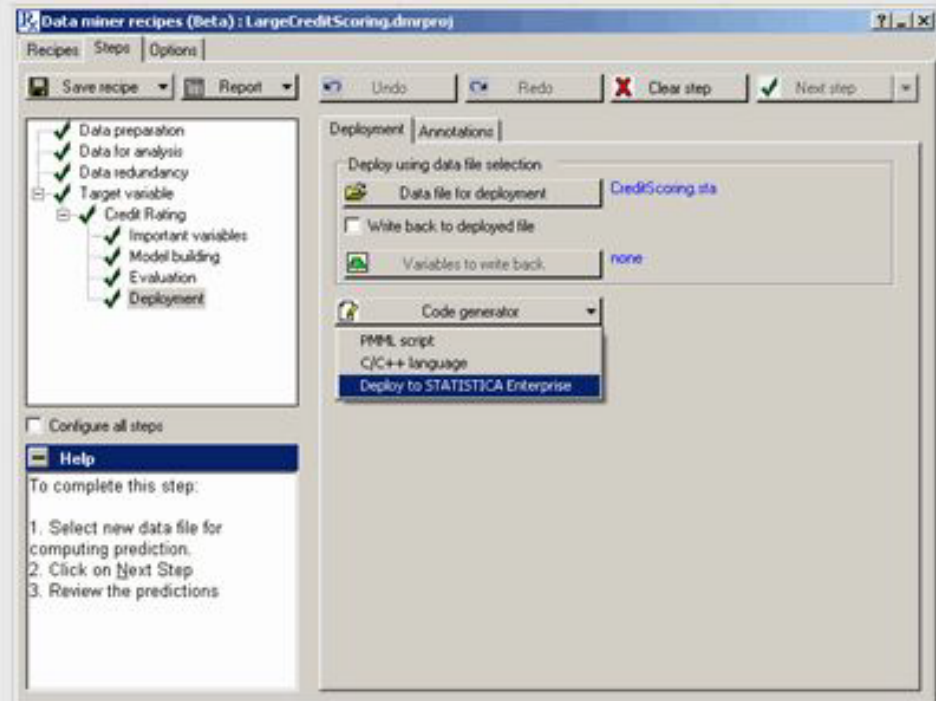 Data miner recipes (Beta) : LargeCreditScoring.dmrproj
Recipes Steps Options
Save recipe Report Undo Redo Clear step Next step
Data preparation
Data for analysis
Data redundancy
Target variable
Credit Rating
Important variables
Model building
Evaluation
Deployment
Configure all steps
Help
To complete this step:
1. Select new data file for
computing prediction.
2. Click on Next Step
3. Review the predictions
Deployment Annotations
Deploy using data file selection
Data file for deployment CreditScoring.sta
Write back to deployed file
Variables to write back none
Code generator
PMML script
C/C++ language
Deploy to STATISTICA Enterprise